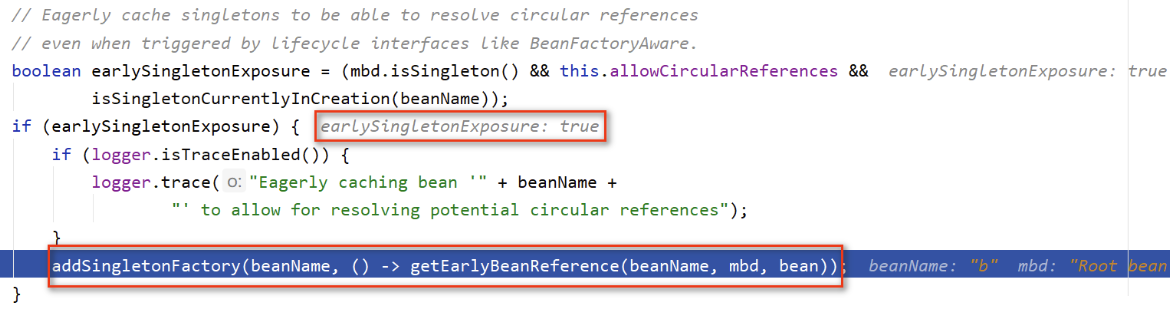 // Eagerly cache singletons to be able to resolve circular references
// even when triggered by lifecycle interfaces like BeanFactoryAware.
boolean earlySingletonExposure = (mbd.isSingleton() && this.allowCircularReferences && earlySingletonExposure: true
isSingletonCurrentlyInCreation(beanName));
if (earlySingletonExposure) { earlySingletonExposure: true
if (logger.isTraceEnabled()) {
logger.trace( o: "Eagerly caching bean '" + beanName +
"' to allow for resolving potential circular references");
}
addSingletonFactory(beanName, () -> getEarlyBeanReference(beanName, mbd, bean)); beanName: "b" mbd: "Root bean
}